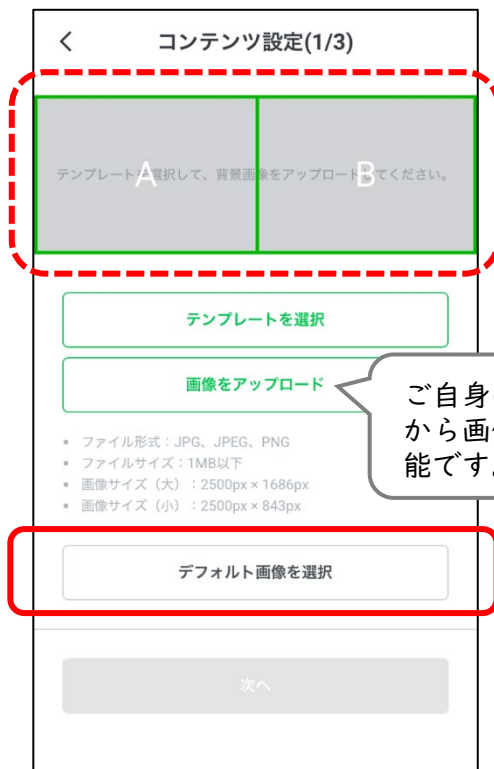 コンテンツ設定(1/3)
テンプレートを選択して、背景画像をアップロードしてください。
A
B
テンプレートを選択
画像をアップロード
ご自身
から画
能です。
• ファイル形式：JPG、JPEG、PNG
• ファイルサイズ：1MB以下
• 画像サイズ（大）：2500px × 1686px
• 画像サイズ（小）：2500px × 843px
デフォルト画像を選択
次へ